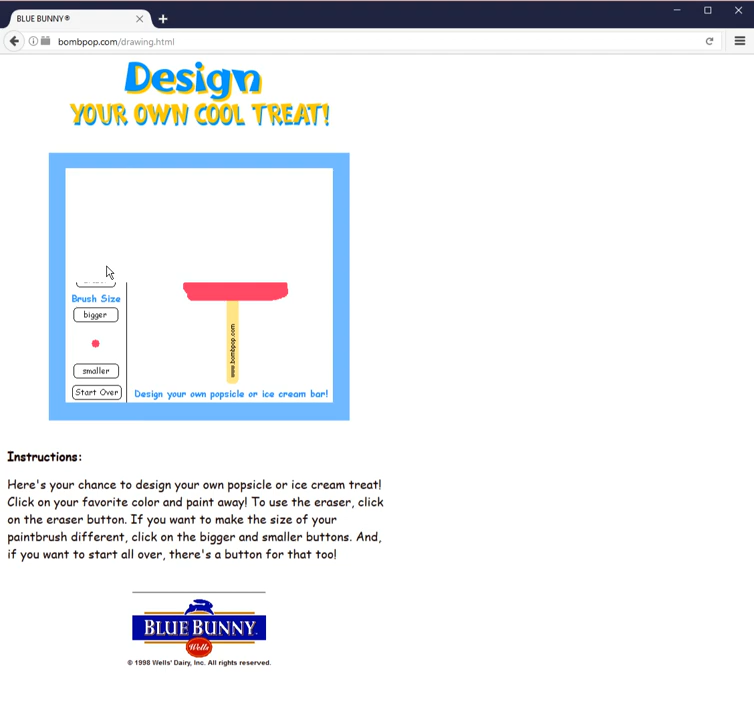 BLUE BUNNY®
bombpop.com/drawing.html
Design
YOUR OWN COOL TREAT!
Brush Size
bigger
smaller
Start Over
www.bombpop.com
Design your own popsicle or ice cream bar!
Instructions:
Here's your chance to design your own popsicle or ice cream treat!
Click on your favorite color and paint away! To use the eraser, click
on the eraser button. If you want to make the size of your
paintbrush different, click on the bigger and smaller buttons. And,
if you want to start all over, there's a button for that too!
BLUE BUNNY.
Wells
© 1998 Wells' Dairy, Inc. All rights reserved.